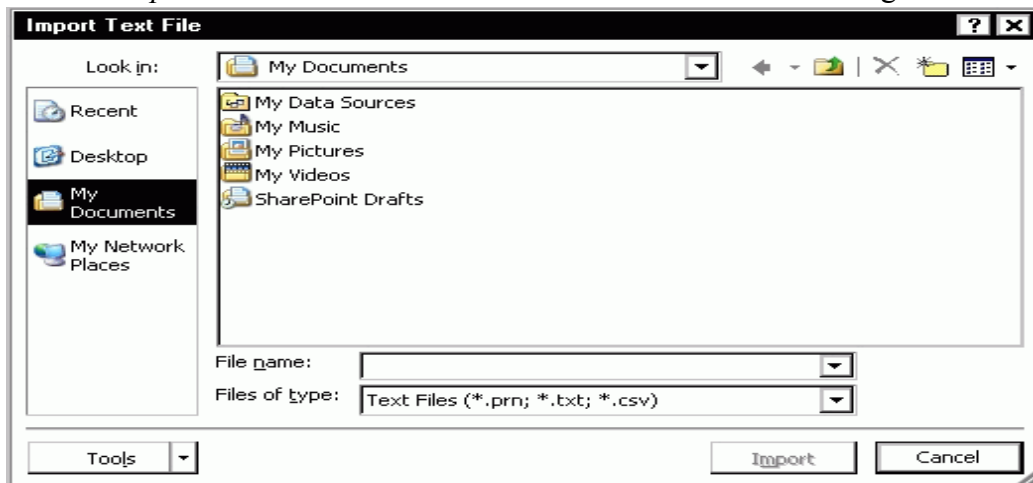 Import Text File
Look in:
My Documents
Recent
Desktop
My
Documents
My Network
Places
My Data Sources
My Music
My Pictures
My Videos
SharePoint Drafts
File name:
Files of type:
Text Files (*.prn; *.txt; *.csv)
Tools
Import
Cancel